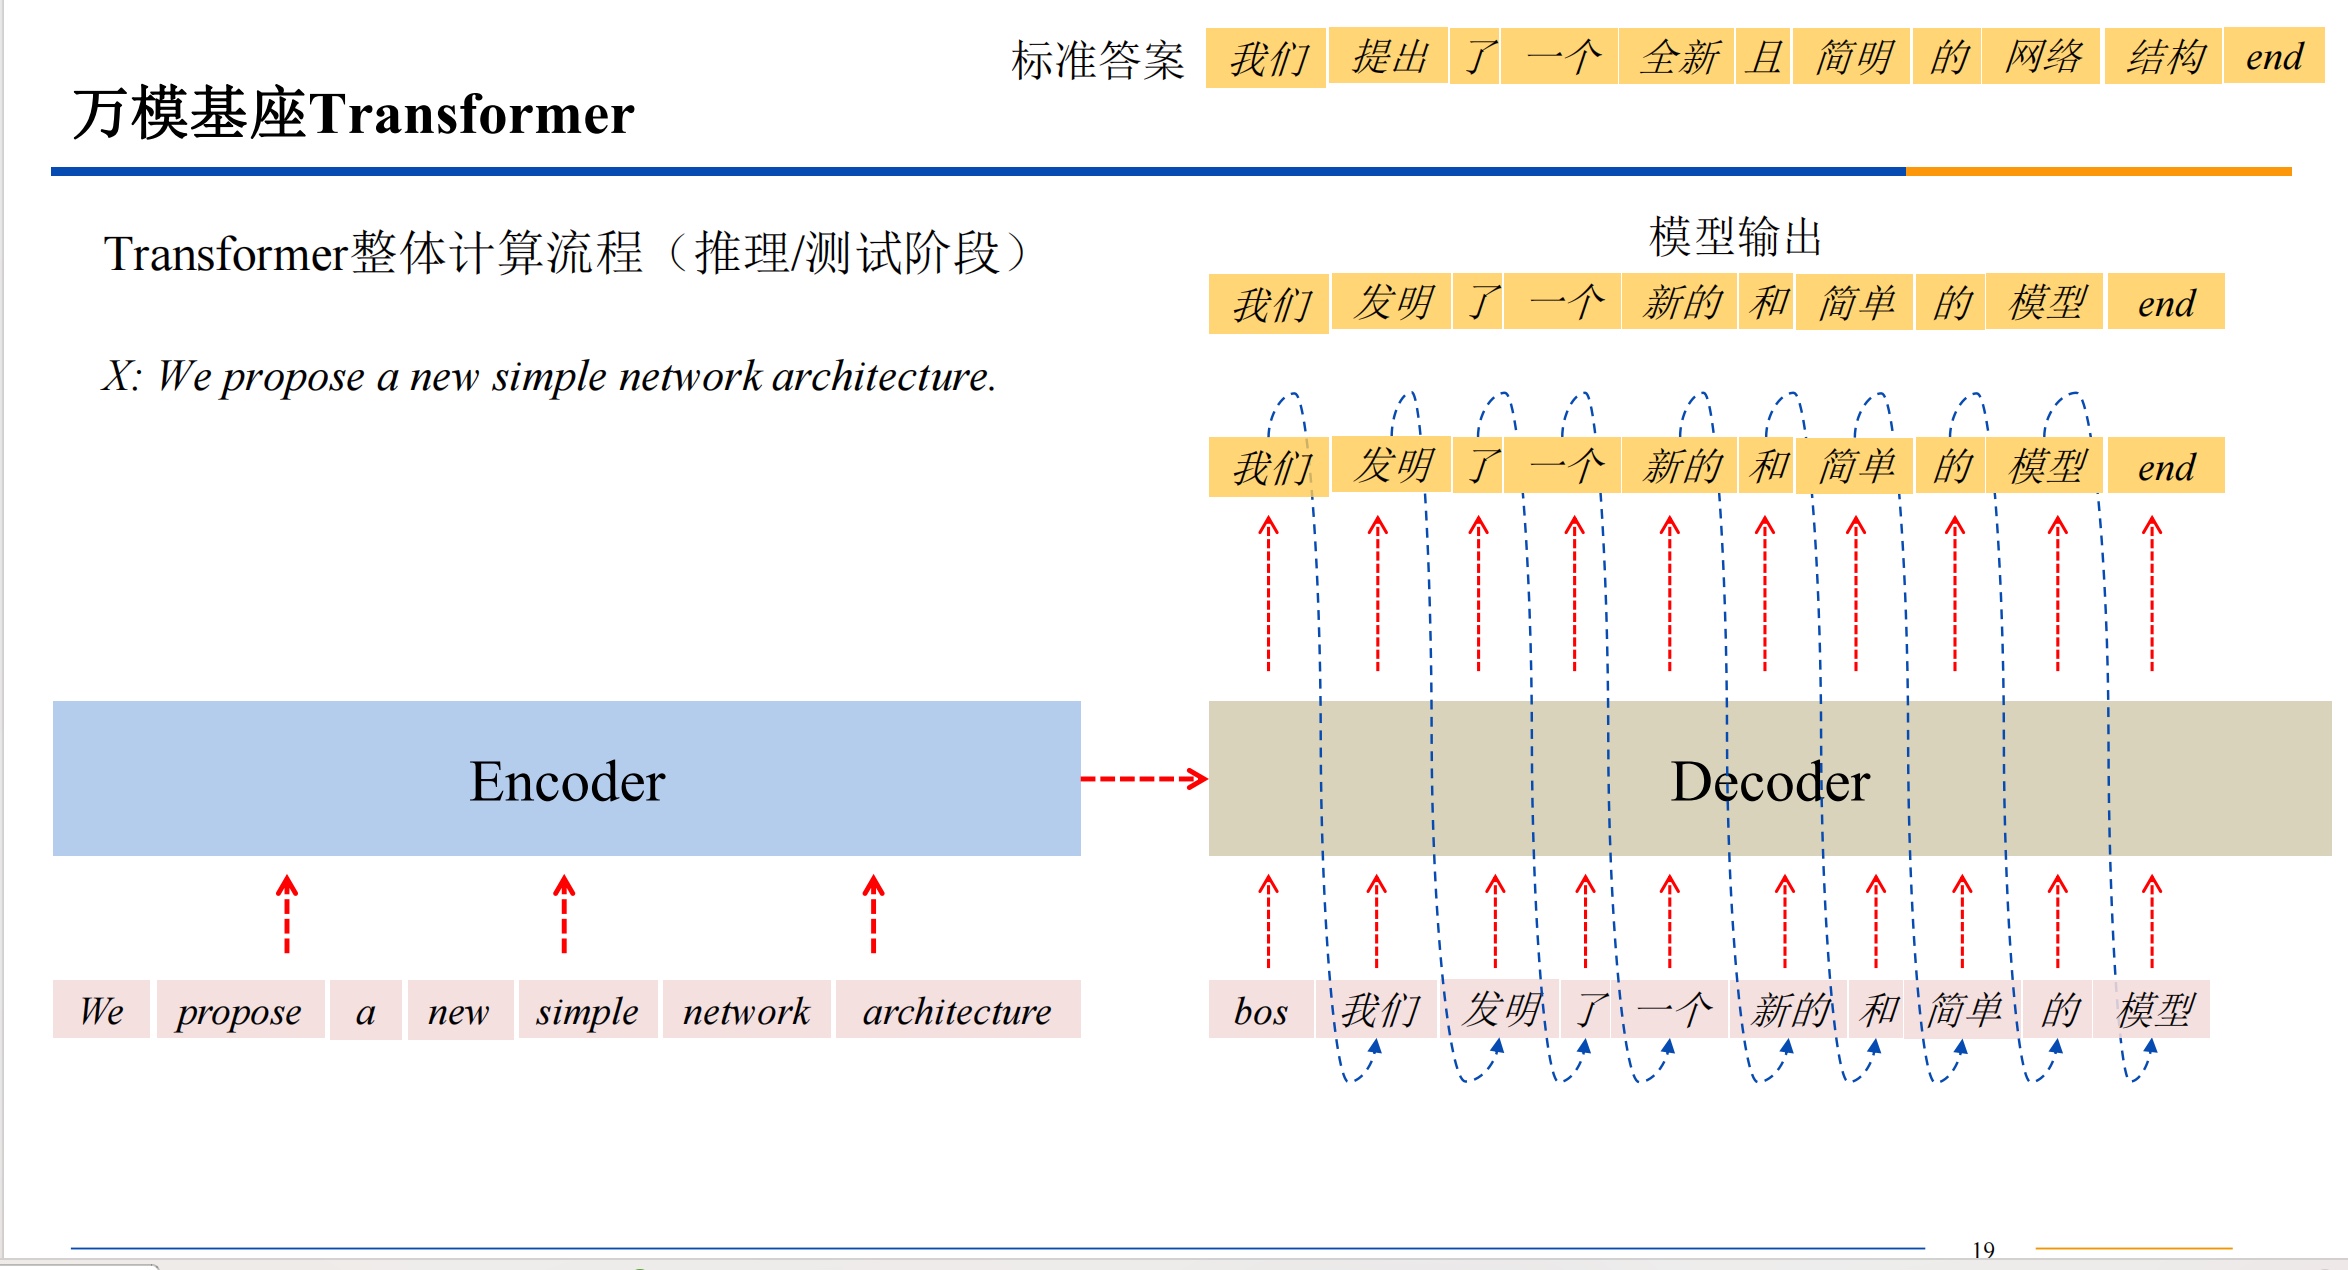 标准答案 我们 提出 了 一个 全新 且 简明 的 网络 结构 end
万模基座Transformer
Transformer整体计算流程（推理/测试阶段）
模型输出
我们 发明 了 一个 新的 和 简单 的 模型 end
X: We propose a new simple network architecture.
我们 发明 了 一个 新的 和 简单 的 模型 end
Encoder
Decoder
We propose a new simple network architecture
bos 我们 发明 了 一个 新的 和 简单 的 模型
19